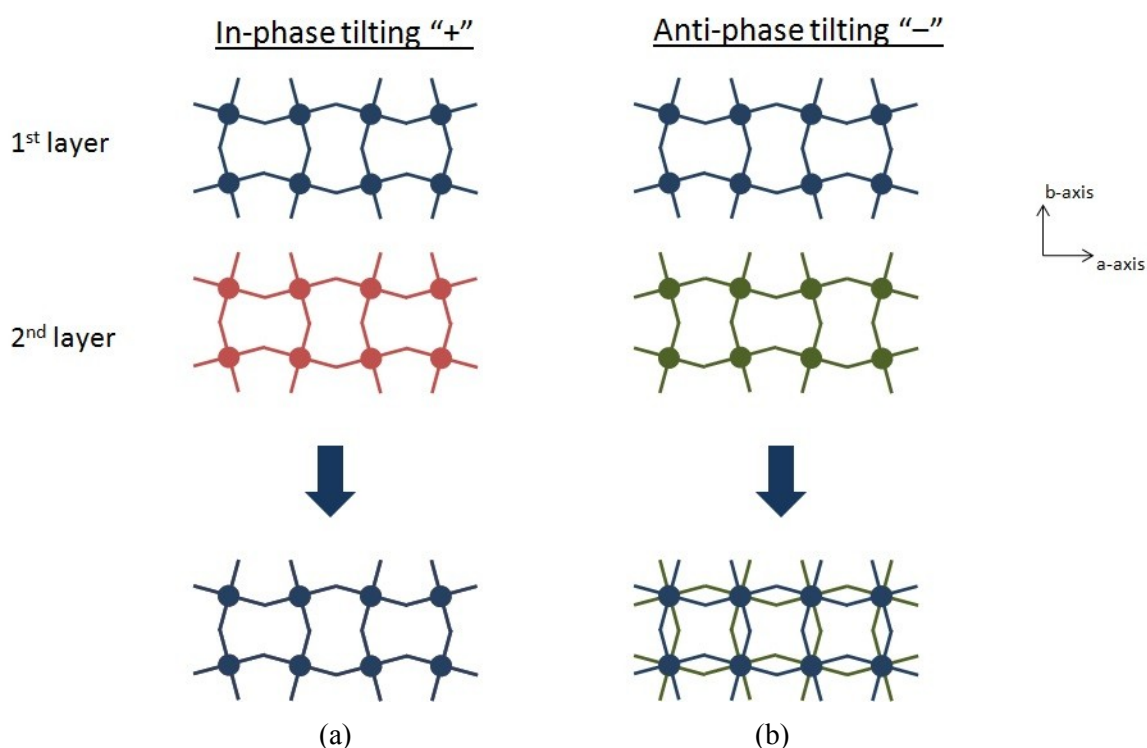 In-phase tilting “+”
Anti-phase tilting “–”
1st layer
b-axis
a-axis
2nd layer
(a)
(b)